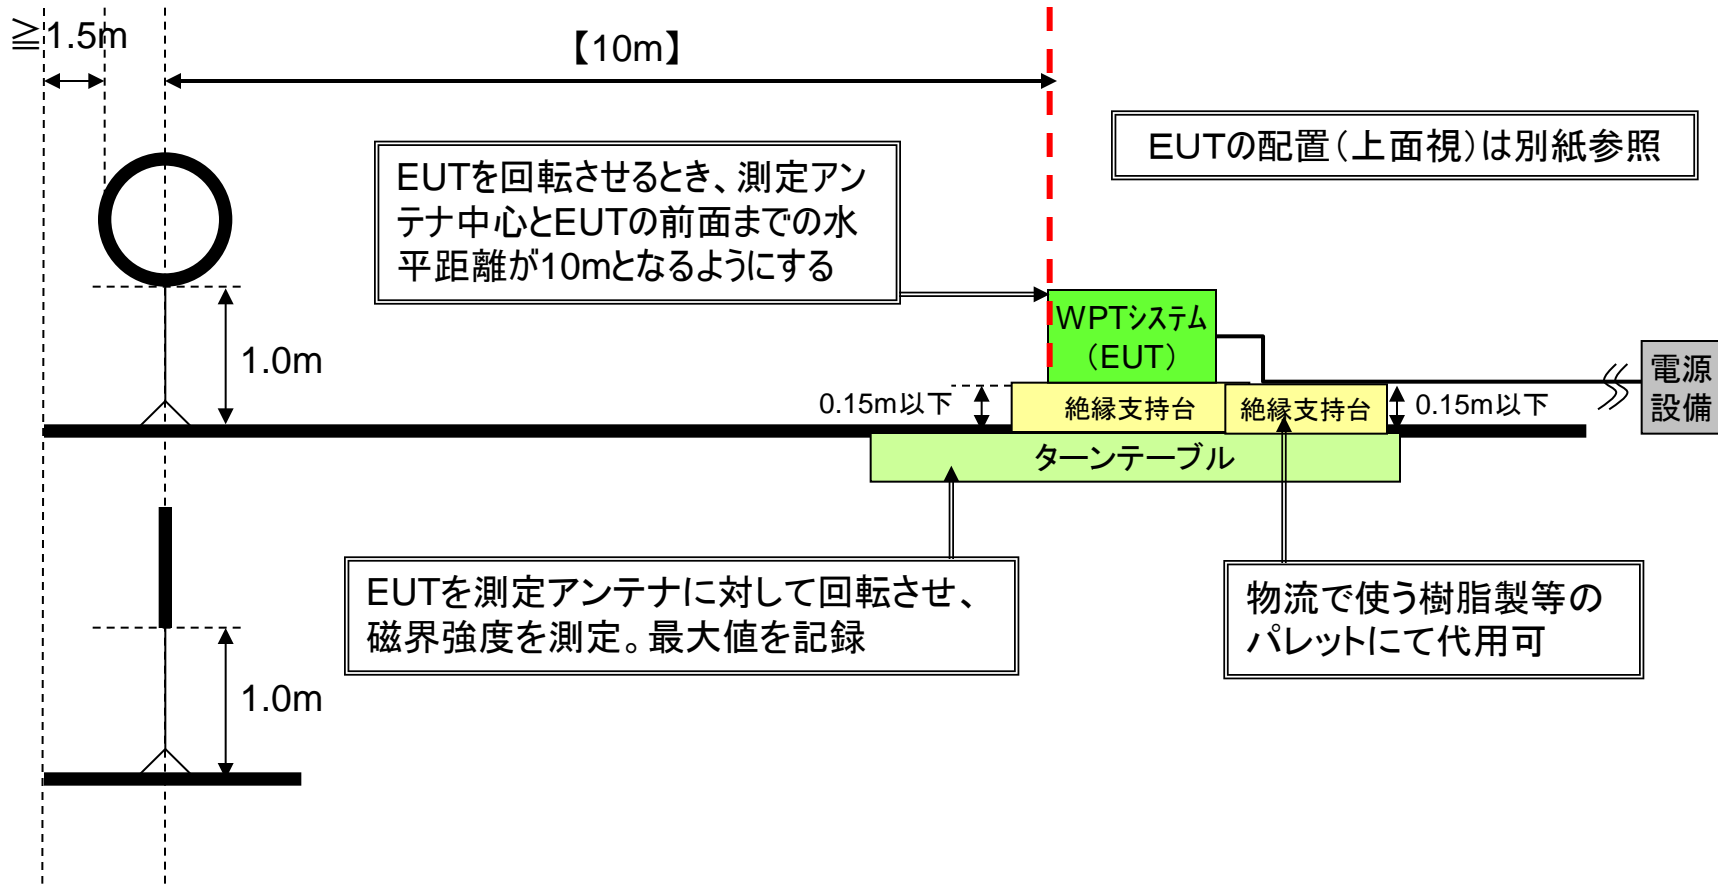 ≧1.5m
【10m】
EUTの配置（上面視）は別紙参照
EUTを回転させるとき、測定アン
テナ中心とEUTの前面までの水
平距離が10mとなるようにする
WPTシステム
（EUT）
1.0m
電源
設備
0.15m以下
絶縁支持台
絶縁支持台
0.15m以下
ターンテーブル
EUTを測定アンテナに対して回転させ、
磁界強度を測定。最大値を記録
物流で使う樹脂製等の
パレットにて代用可
1.0m